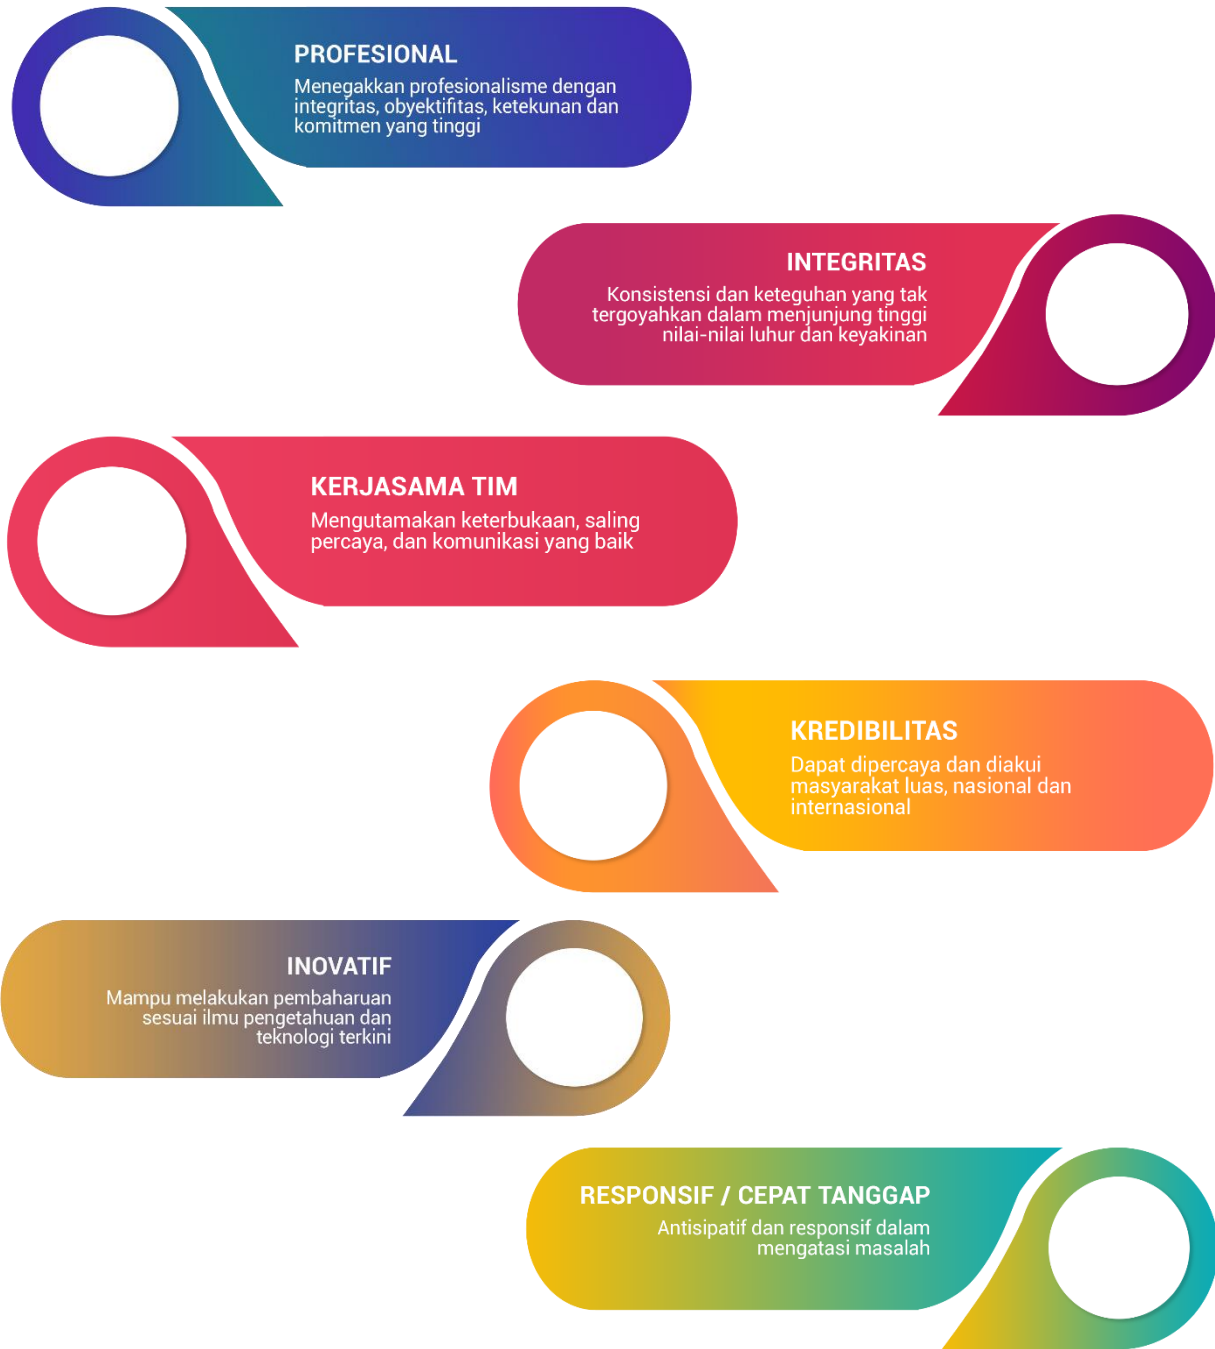 PROFESIONAL
Menegakkan profesionalisme dengan
integritas, obyektifitas, ketekunan dan
komitmen yang tinggi
INTEGRITAS
Konsistensi dan keteguhan yang tak
tergoyahkan dalam menjunjung tinggi
nilai-nilai luhur dan keyakinan
KERJASAMA TIM
Mengutamakan keterbukaan, saling
percaya, dan komunikasi yang baik
KREDIBILITAS
Dapat dipercaya dan diakui
masyarakat luas, nasional dan
internasional
INOVATIF
Mampu melakukan pembaharuan
sesuai ilmu pengetahuan dan
teknologi terkini
RESPONSIF / CEPAT TANGGAP
Antisipatif dan responsif dalam
mengatasi masalah